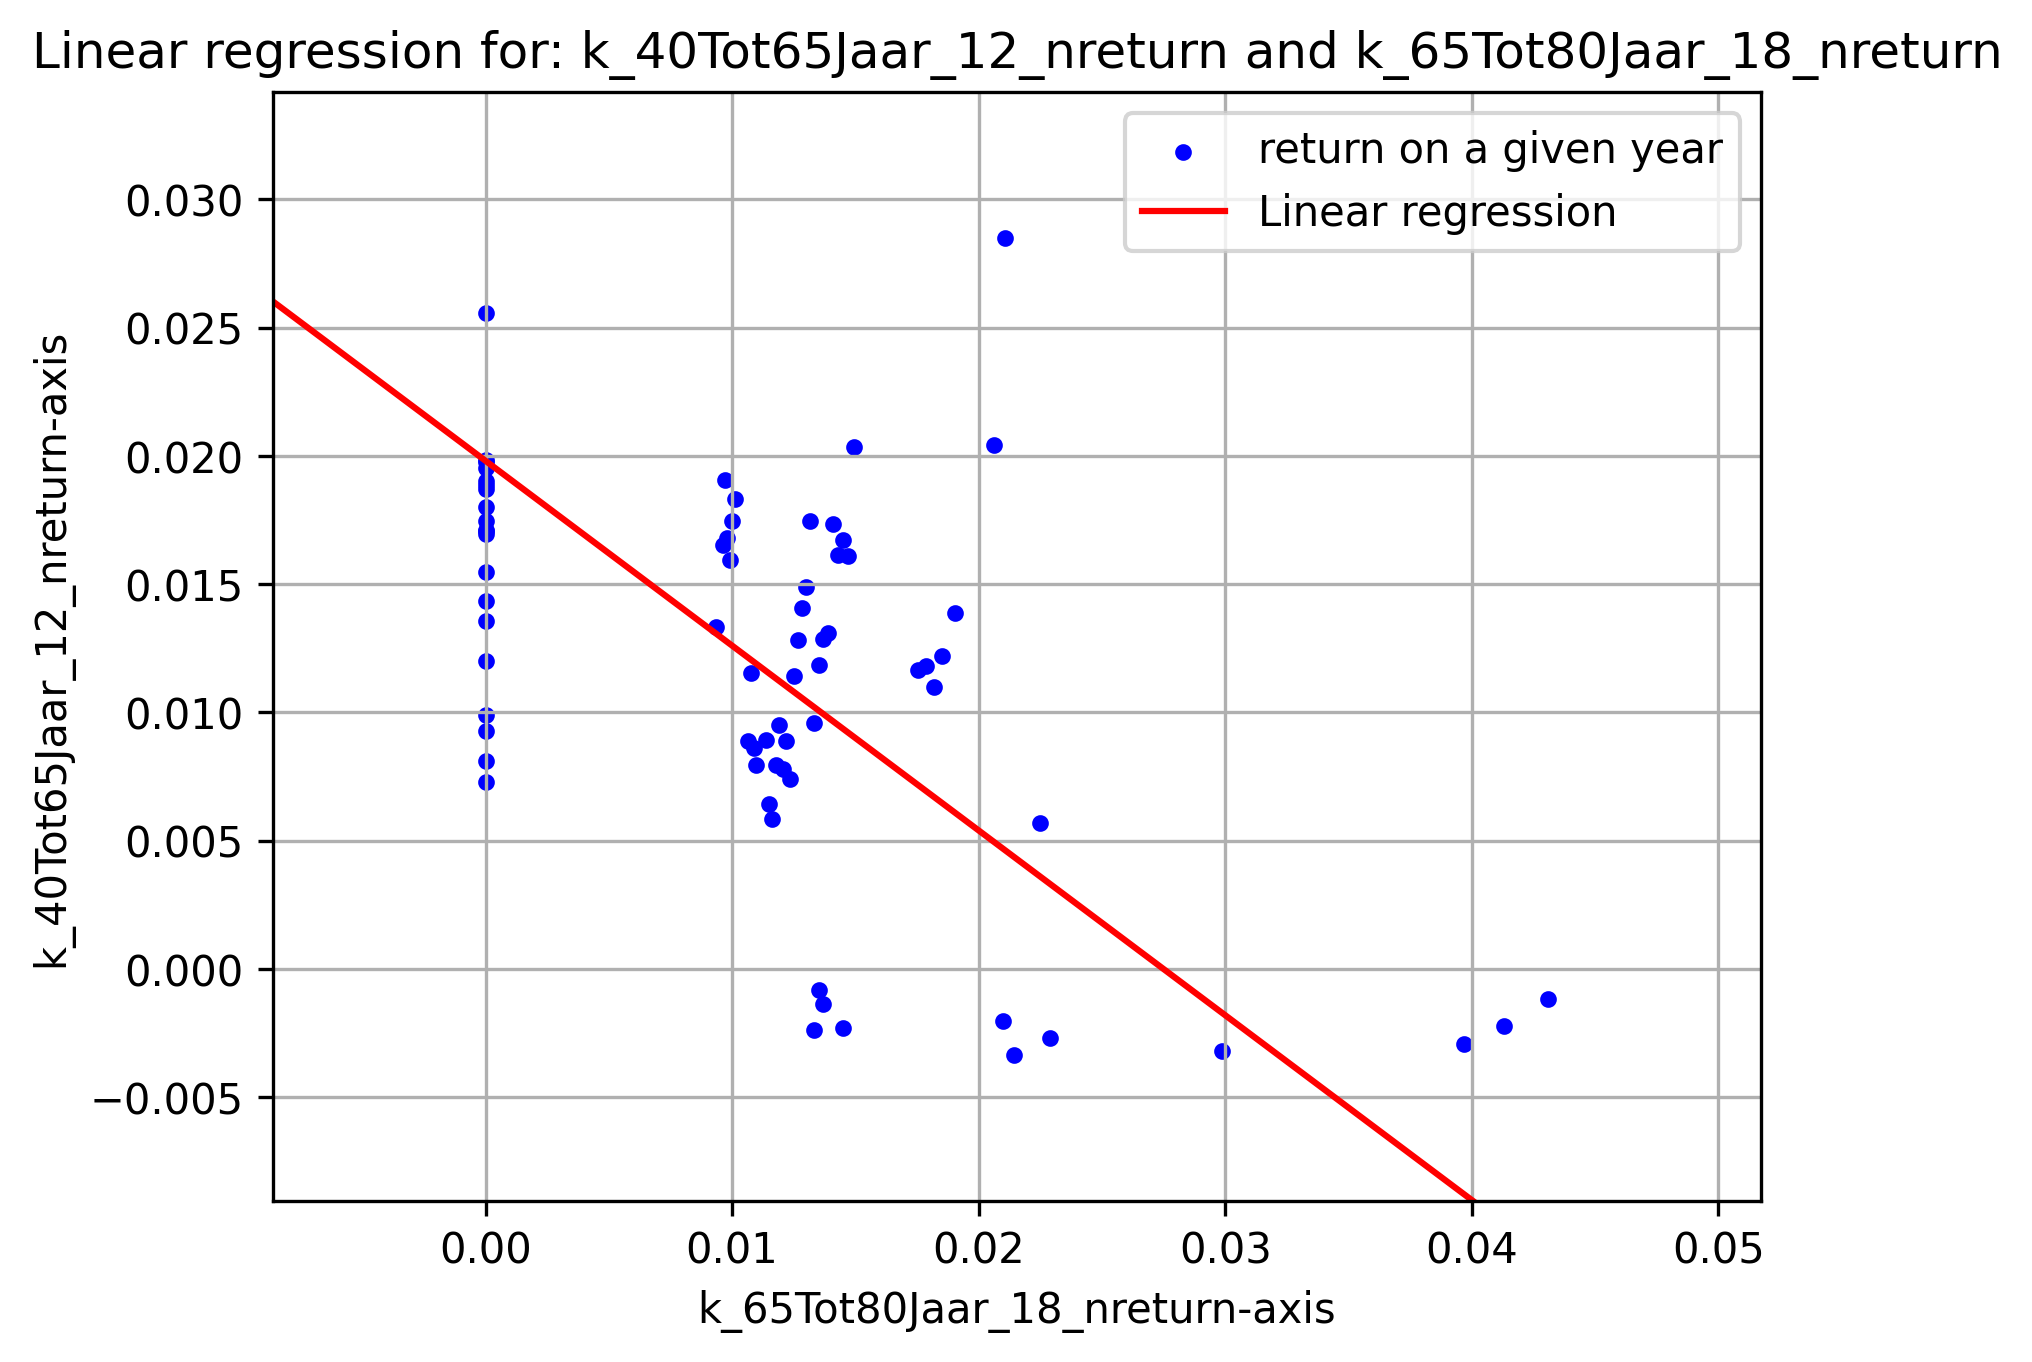 Linear regression for: k_40Tot65Jaar_12_nreturn and k_65Tot80Jaar_18_nreturn
return on a given year
Linear regression
0.030
0.025
0.020
0.015
0.010
0.005
0.000
−0.005
k_40Tot65Jaar_12_nreturn-axis
0.00 0.01 0.02 0.03 0.04 0.05
k_65Tot80Jaar_18_nreturn-axis